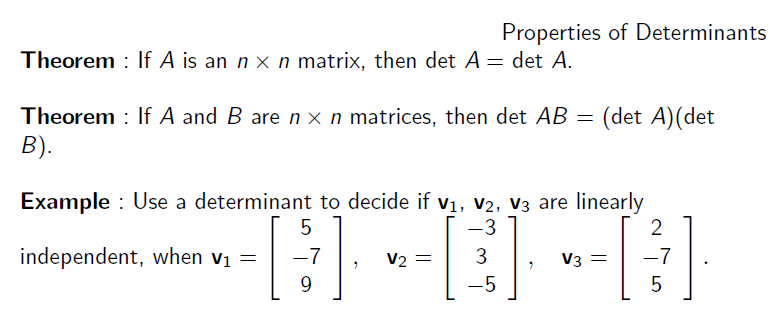 Properties of Determinants
Theorem : If A is an n × n matrix, then det A = det A.
Theorem : If A and B are n × n matrices, then det AB = (det A)(det
B).
Example : Use a determinant to decide if v₁, v₂, v₃ are linearly
independent, when v₁ = [5 −7 9], v₂ = [−3 3 −5], v₃ = [2 −7 5].